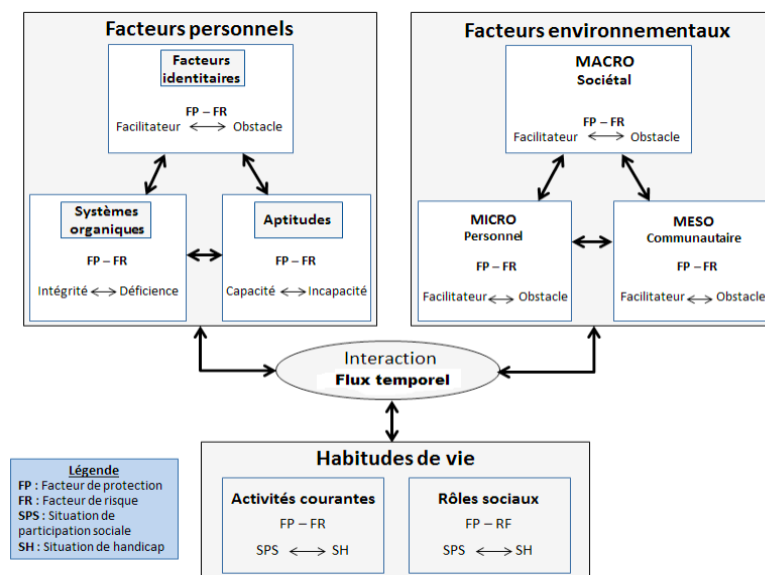 Facteurs personnels
Facteurs
identitaires
FP – FR
Facilitateur Obstacle
Systèmes
organiques
FP – FR
Intégrité Déficience
Aptitudes
FP – FR
Capacité Incapacité
Facteurs environnementaux
MACRO
Sociétal
FP – FR
Facilitateur Obstacle
MICRO
Personnel
FP – FR
Facilitateur Obstacle
MESO
Communautaire
FP – FR
Facilitateur Obstacle
Interaction
Flux temporel
Habitudes de vie
Activités courantes
FP – FR
SPS SH
Rôles sociaux
FP – RF
SPS SH
Légende
FP : Facteur de protection
FR : Facteur de risque
SPS : Situation de
participation sociale
SH : Situation de handicap